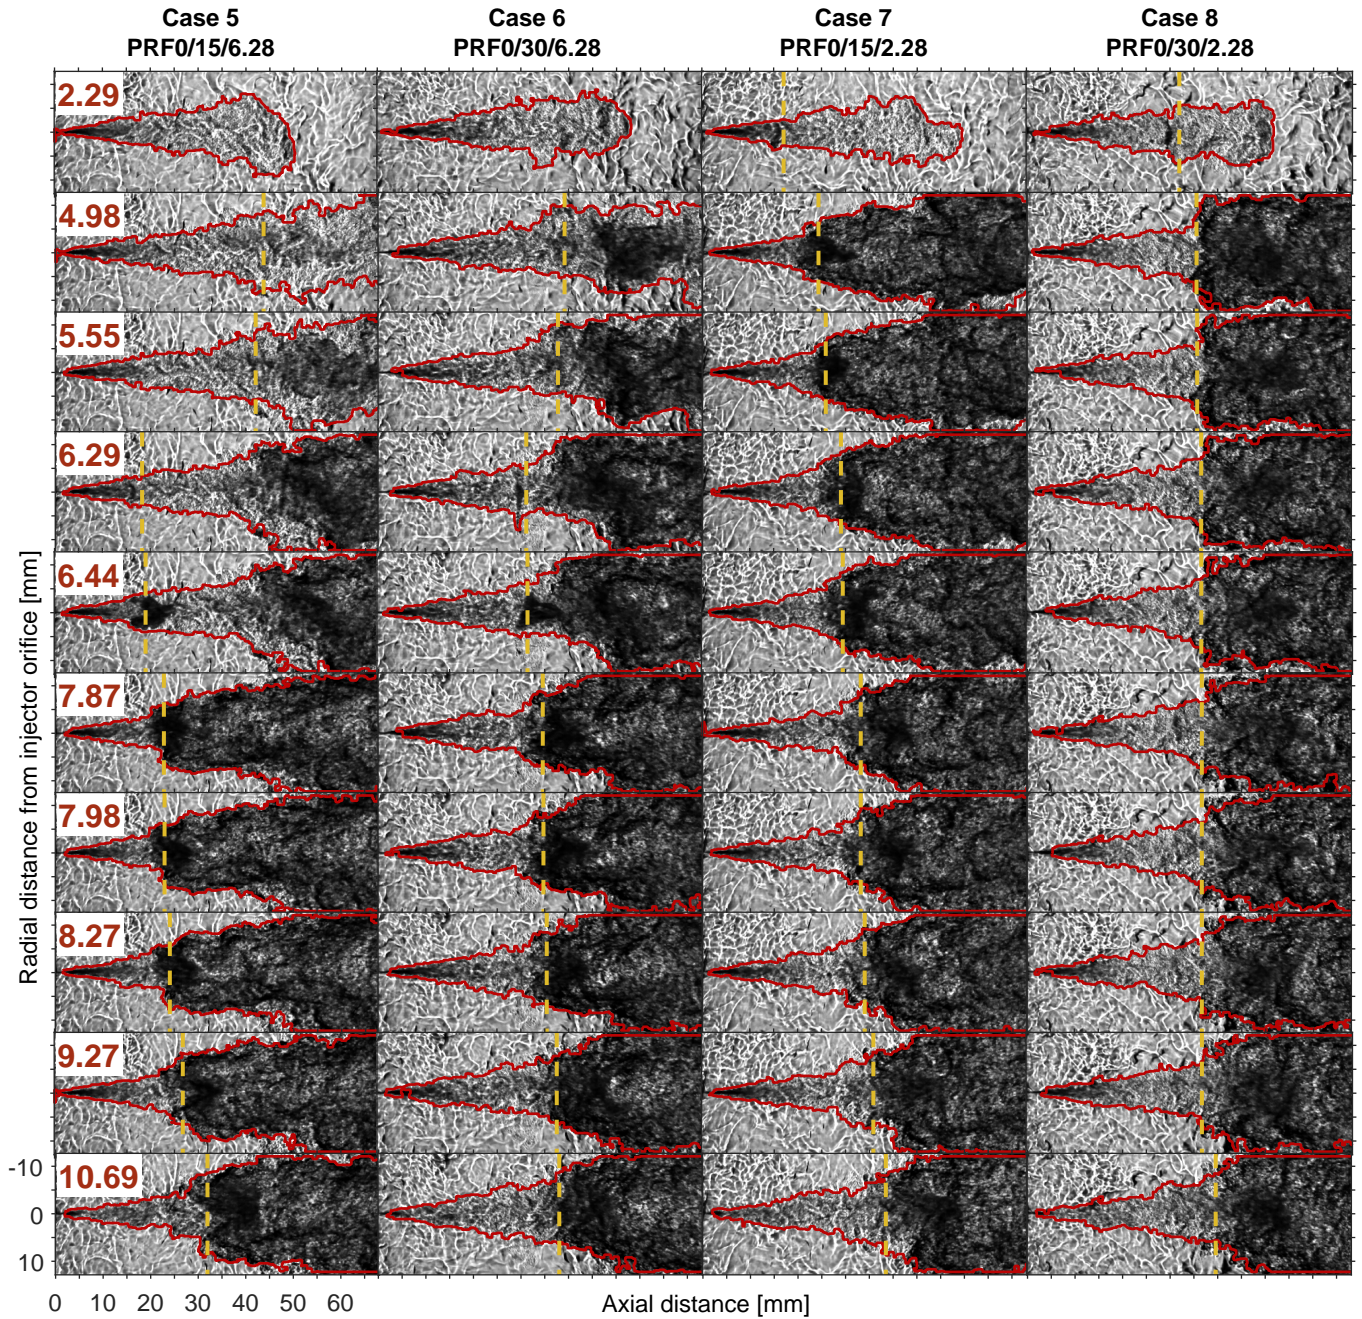 Case 5
PRF0/15/6.28
Case 6
PRF0/30/6.28
Case 7
PRF0/15/2.28
Case 8
PRF0/30/2.28
2.29
4.98
5.55
6.29
6.44
7.87
7.98
8.27
9.27
10.69
Radial distance from injector orifice [mm]
-10
0
10
0 10 20 30 40 50 60
Axial distance [mm]